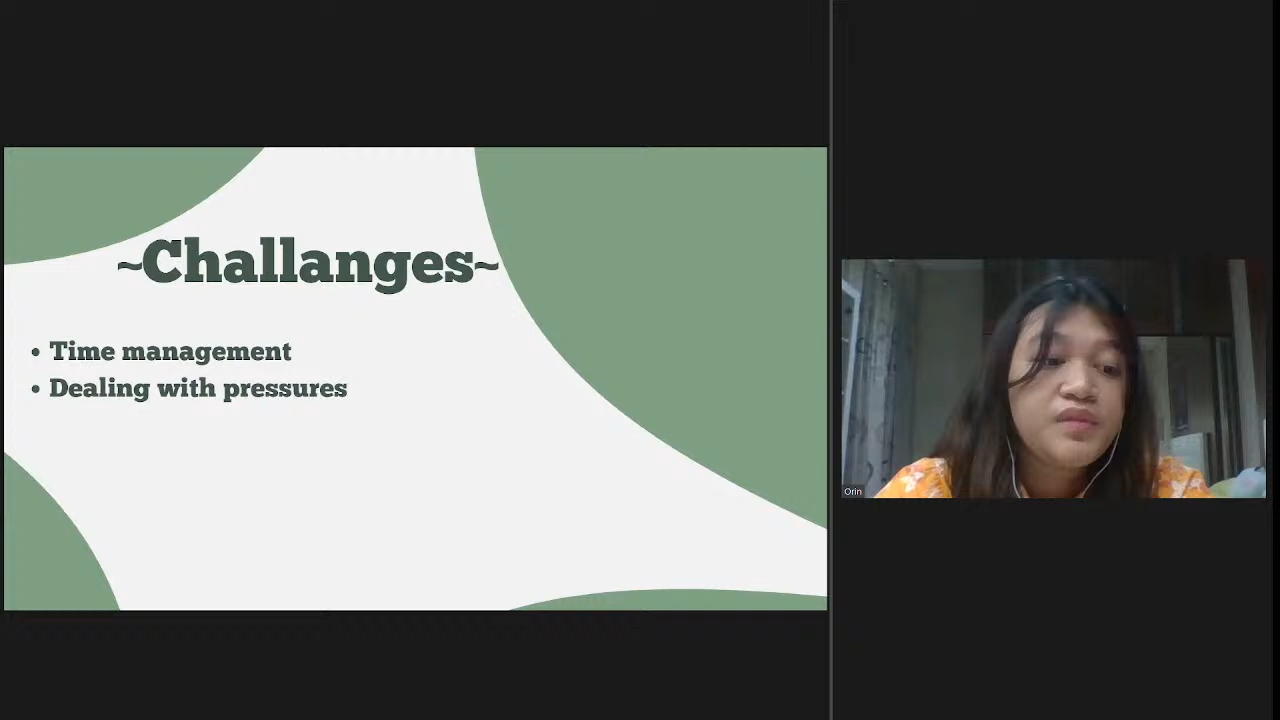 ~Challanges~
• Time management
• Dealing with pressures
Orin